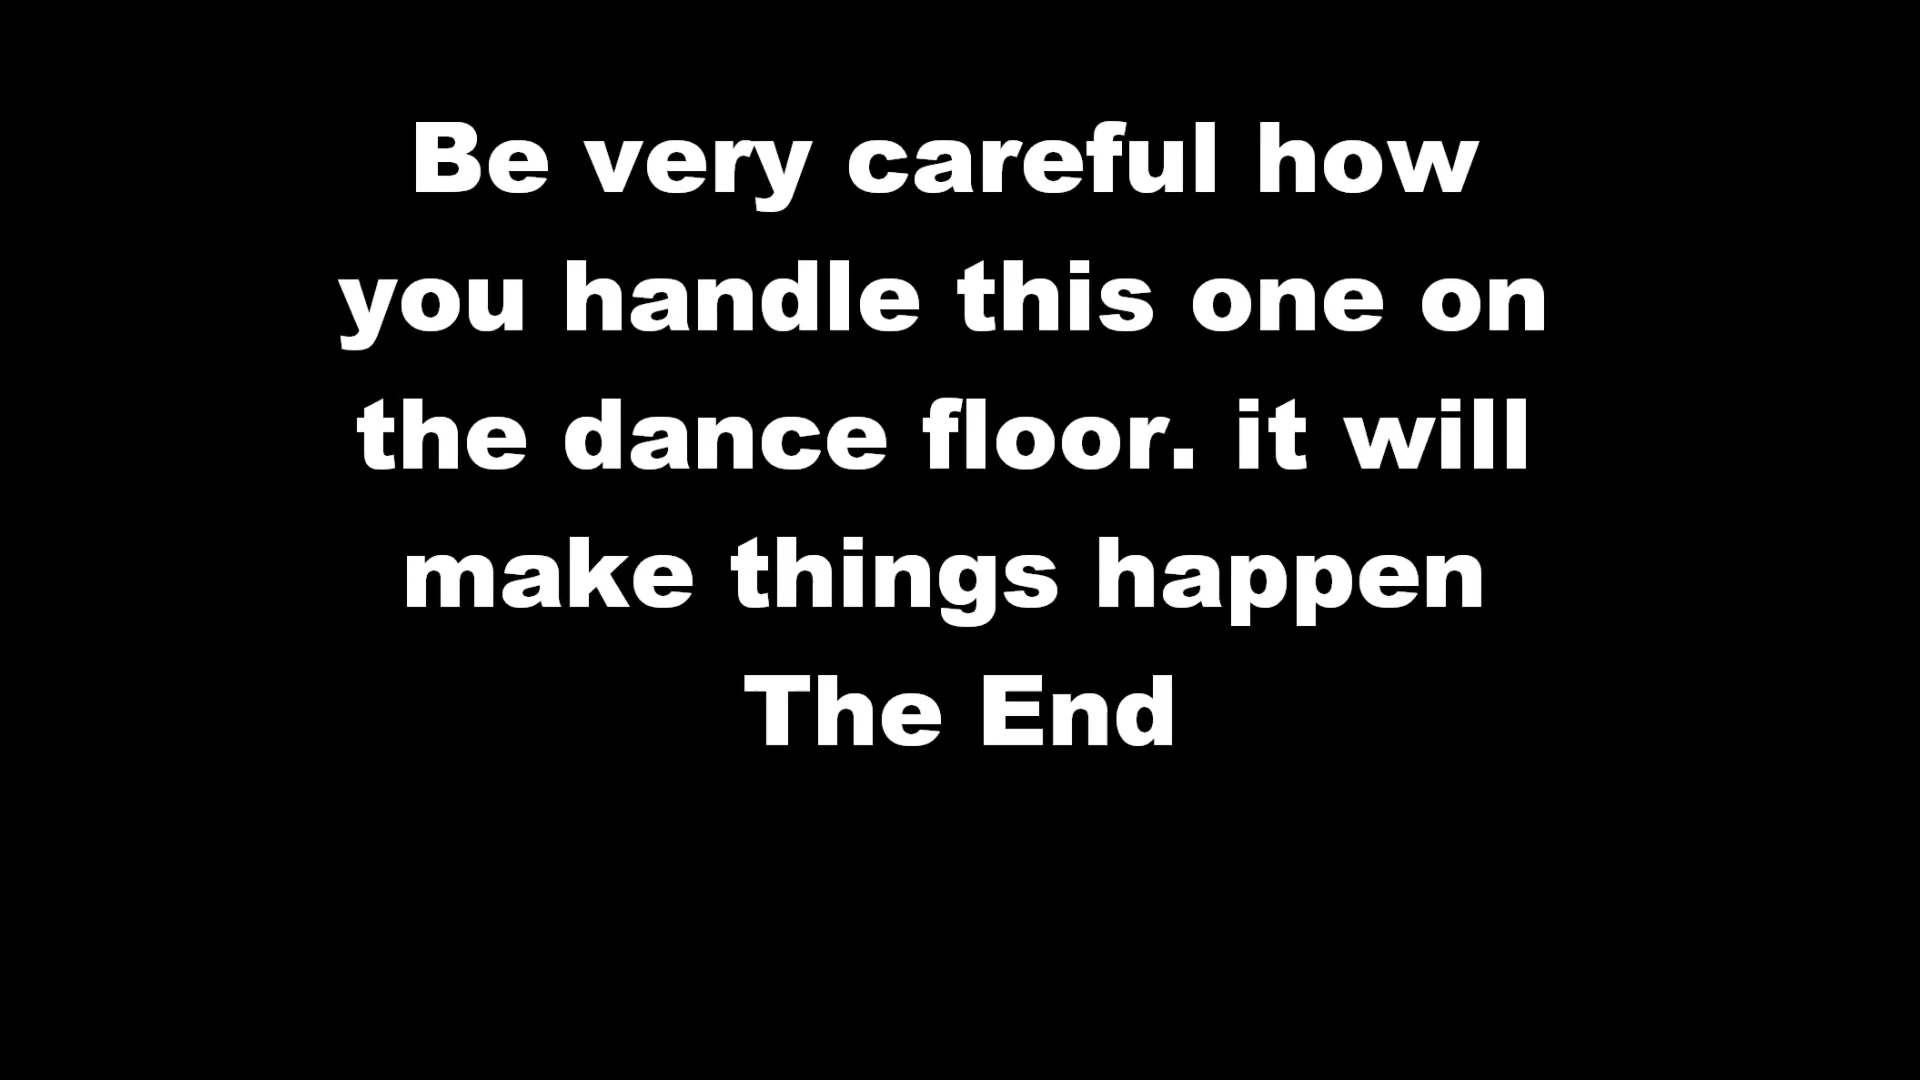 Be very careful how
you handle this one on
the dance floor. it will
make things happen
The End